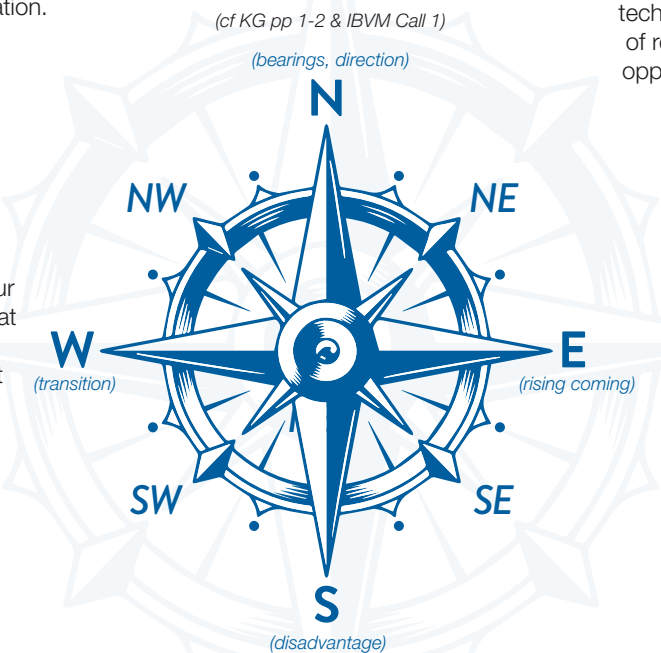 ation.
(cf KG pp 1-2 & IBVM Call 1)
tech
of re
opp
(bearings, direction)
N
NW
NE
ur
at
W
E
t
(transition)
(rising coming)
SW
SE
S
(disadvantage)